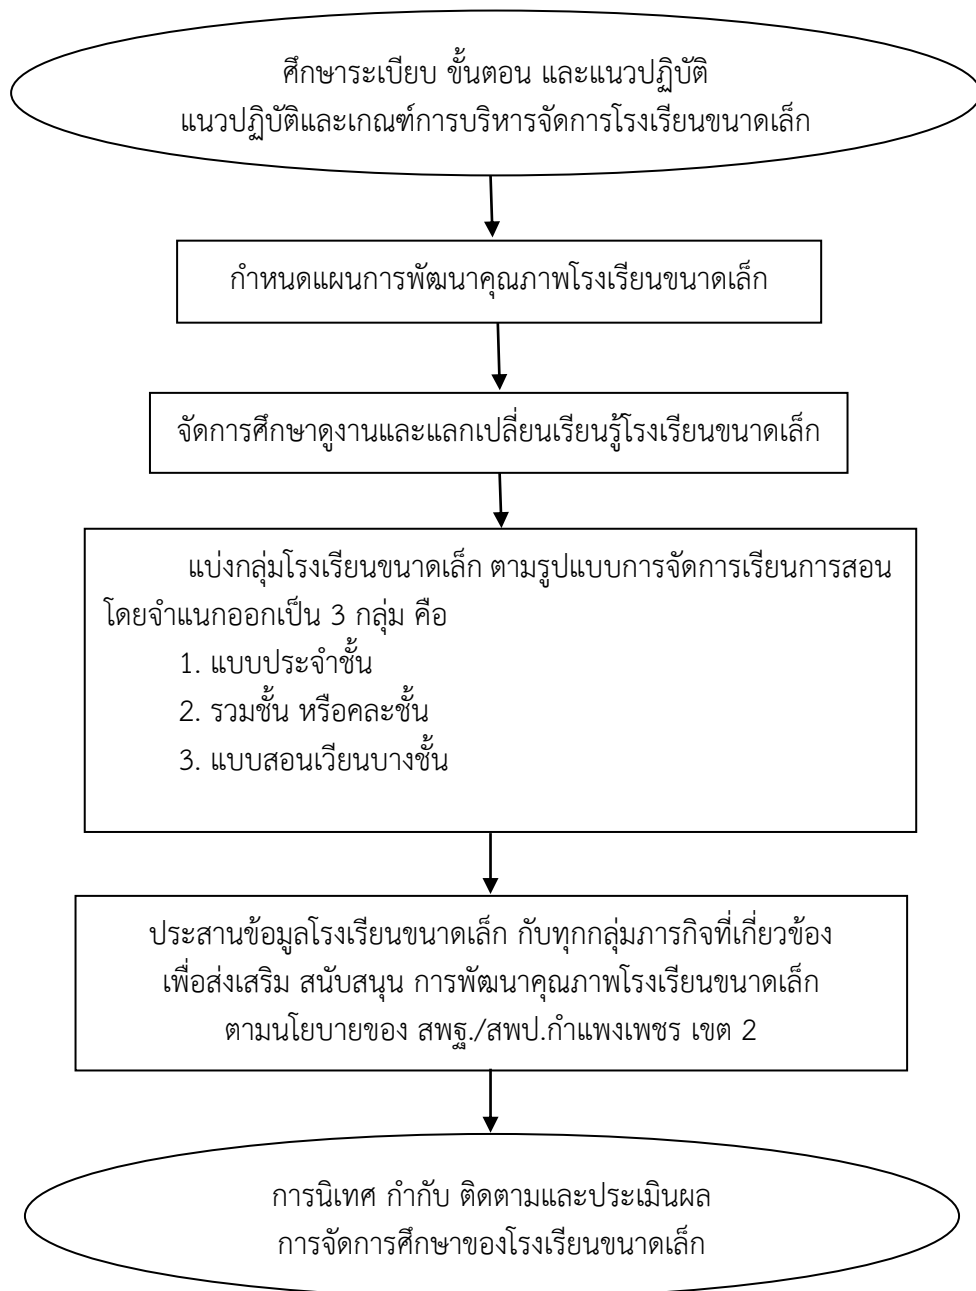 ศึกษาระเบียบ ขั้นตอน และแนวปฏิบัติ
แนวปฏิบัติและเกณฑ์การบริหารจัดการโรงเรียนขนาดเล็ก
กำหนดแผนการพัฒนาคุณภาพโรงเรียนขนาดเล็ก
จัดการศึกษาดูงานและแลกเปลี่ยนเรียนรู้โรงเรียนขนาดเล็ก
แบ่งกลุ่มโรงเรียนขนาดเล็ก ตามรูปแบบการจัดการเรียนการสอน
โดยจำแนกออกเป็น 3 กลุ่ม คือ
1. แบบประจำชั้น
2. รวมชั้น หรือคละชั้น
3. แบบสอนเวียนบางชั้น
ประสานข้อมูลโรงเรียนขนาดเล็ก กับทุกกลุ่มภารกิจที่เกี่ยวข้อง
เพื่อส่งเสริม สนับสนุน การพัฒนาคุณภาพโรงเรียนขนาดเล็ก
ตามนโยบายของ สพฐ./สพป.กำแพงเพชร เขต 2
การนิเทศ กำกับ ติดตามและประเมินผล
การจัดการศึกษาของโรงเรียนขนาดเล็ก